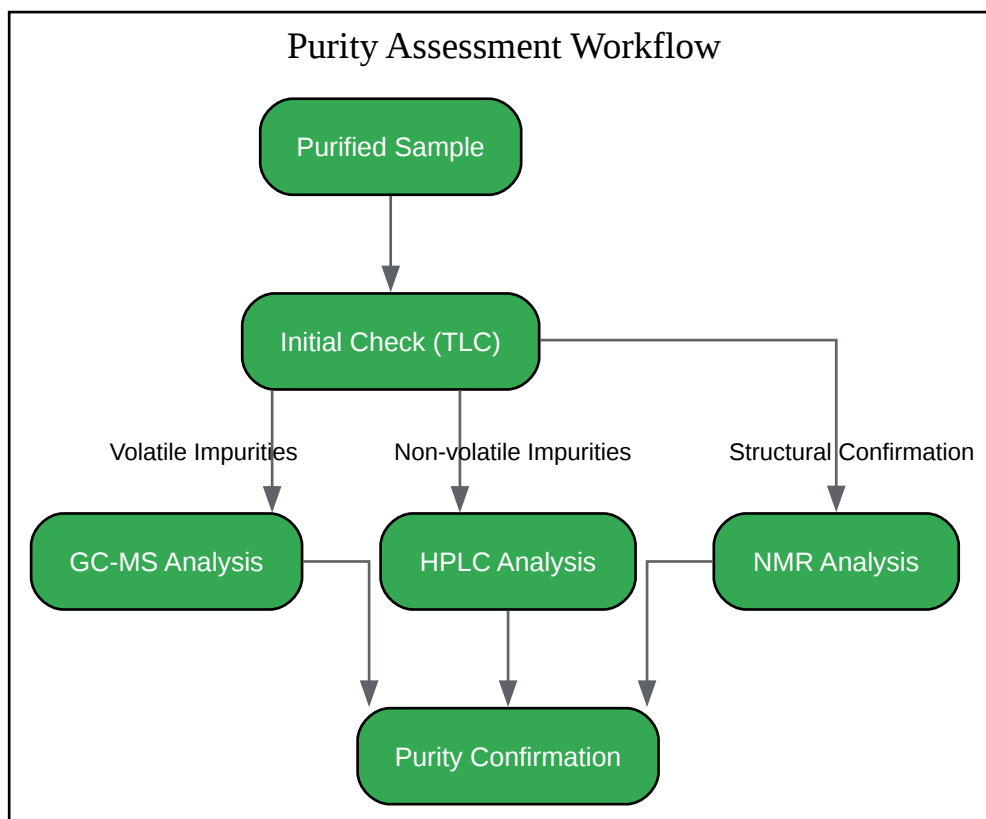 Purity Assessment Workflow
Purified Sample
Initial Check (TLC)
Volatile Impurities
Non-volatile Impurities
Structural Confirmation
GC-MS Analysis
HPLC Analysis
NMR Analysis
Purity Confirmation